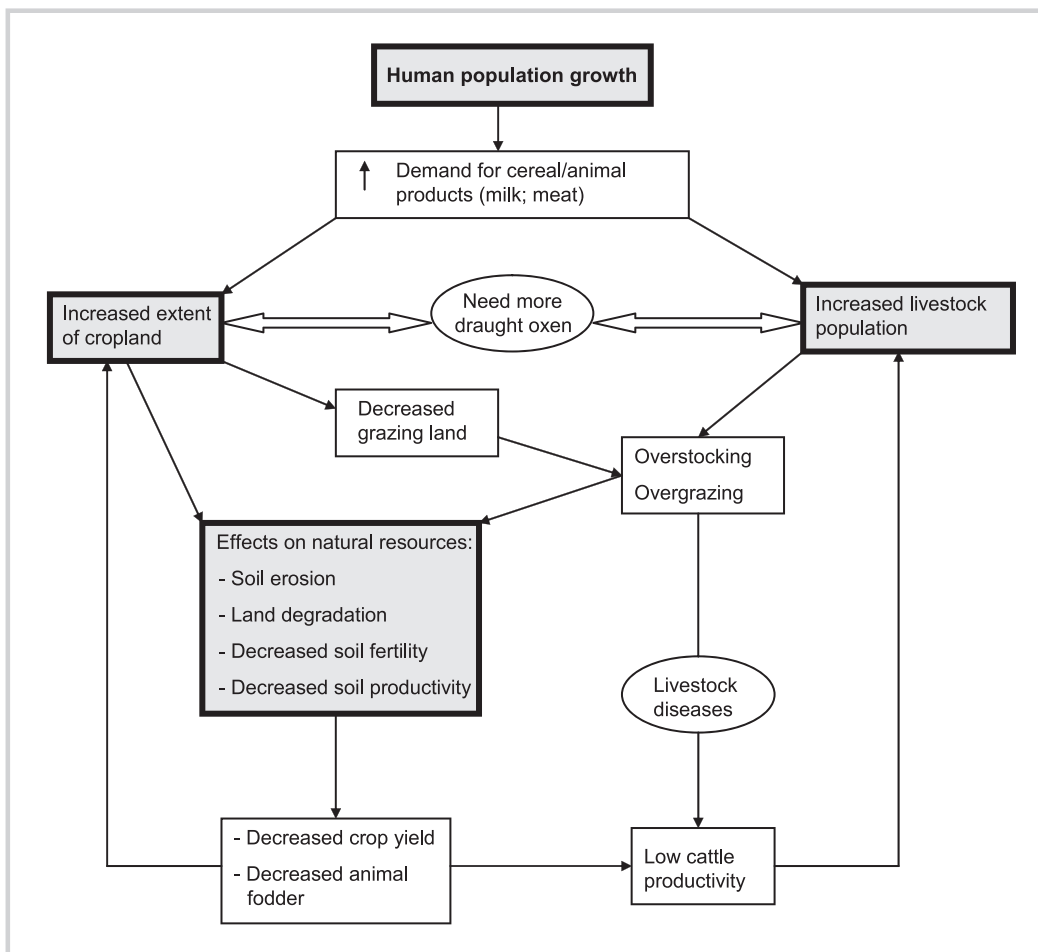 Human population growth
Demand for cereal/animal
products (milk; meat)
Increased extent
of cropland
Need more
draught oxen
Increased livestock
population
Decreased
grazing land
Overstocking
Overgrazing
Effects on natural resources:
- Soil erosion
- Land degradation
- Decreased soil fertility
- Decreased soil productivity
Livestock
diseases
- Decreased crop yield
- Decreased animal
fodder
Low cattle
productivity